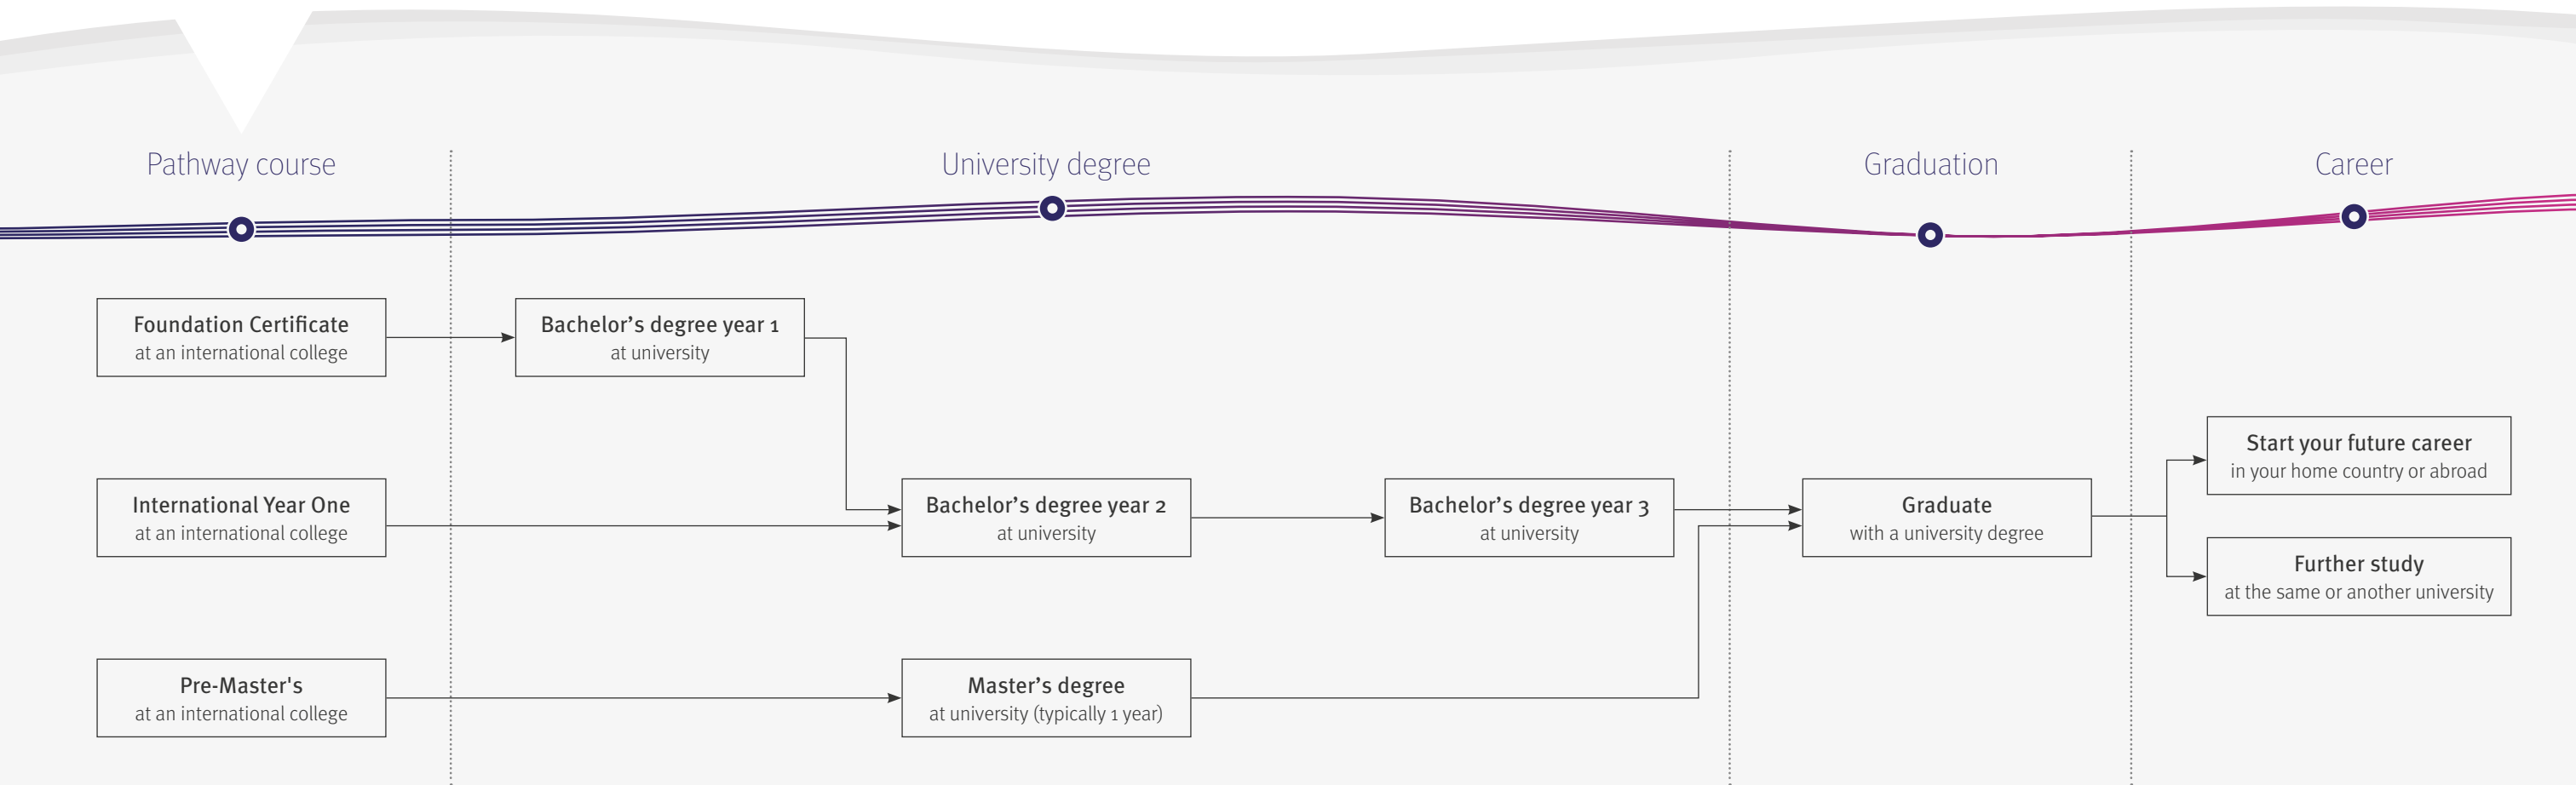 Pathway course
University degree
Graduation
Career
Foundation Certificate
at an international college
Bachelor’s degree year 1
at university
International Year One
at an international college
Bachelor’s degree year 2
at university
Bachelor’s degree year 3
at university
Graduate
with a university degree
Start your future career
in your home country or abroad
Further study
at the same or another university
Pre-Master's
at an international college
Master’s degree
at university (typically 1 year)